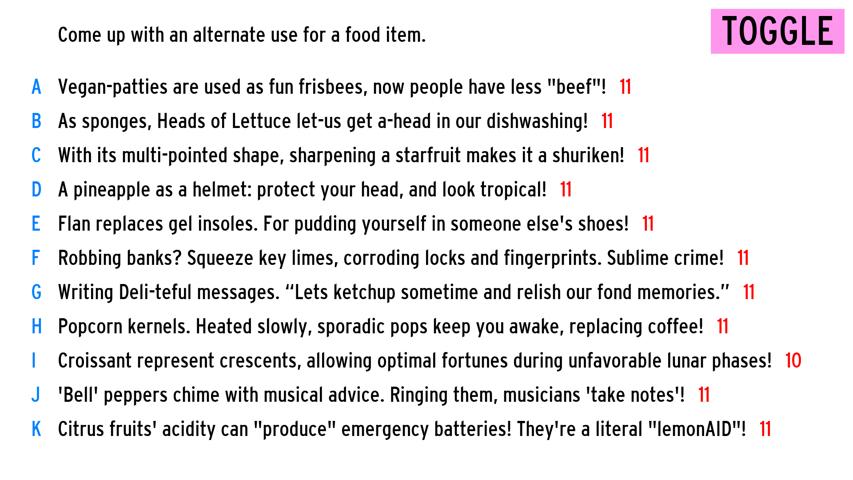 Come up with an alternate use for a food item.
TOGGLE
A Vegan-patties are used as fun frisbees, now people have less "beef"! 11
B As sponges, Heads of Lettuce let-us get a-head in our dishwashing! 11
C With its multi-pointed shape, sharpening a starfruit makes it a shuriken! 11
D A pineapple as a helmet: protect your head, and look tropical! 11
E Flan replaces gel insoles. For pudding yourself in someone else's shoes! 11
F Robbing banks? Squeeze key limes, corroding locks and fingerprints. Sublime crime! 11
G Writing Deli-teful messages. “Lets ketchup sometime and relish our fond memories.” 11
H Popcorn kernels. Heated slowly, sporadic pops keep you awake, replacing coffee! 11
I Croissant represent crescents, allowing optimal fortunes during unfavorable lunar phases! 10
J 'Bell' peppers chime with musical advice. Ringing them, musicians 'take notes'! 11
K Citrus fruits' acidity can "produce" emergency batteries! They're a literal "lemonAID"! 11